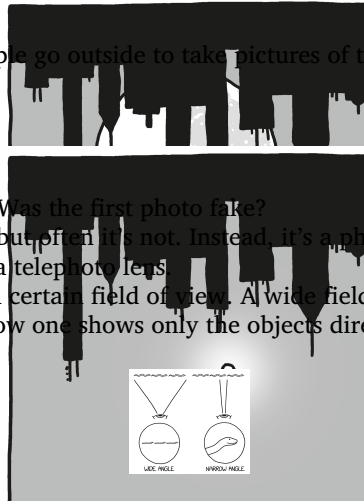 ple go outside to take pictures of t
Was the first photo fake?
but often it's not. Instead, it's a ph
a telephoto lens.
certain field of view. A wide field
ow one shows only the objects dire
WIDE ANGLE
NARROW ANGLE